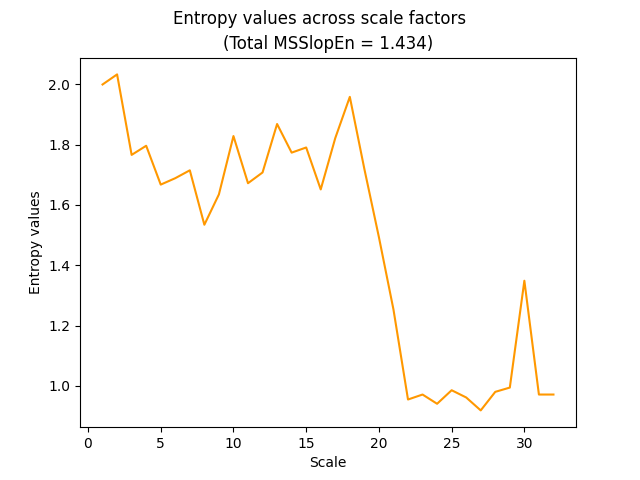 Entropy values across scale factors
(Total MSSlopEn = 1.434)
2.0
1.8
1.6
1.4
1.2
1.0
Entropy values
0 5 10 15 20 25 30
Scale